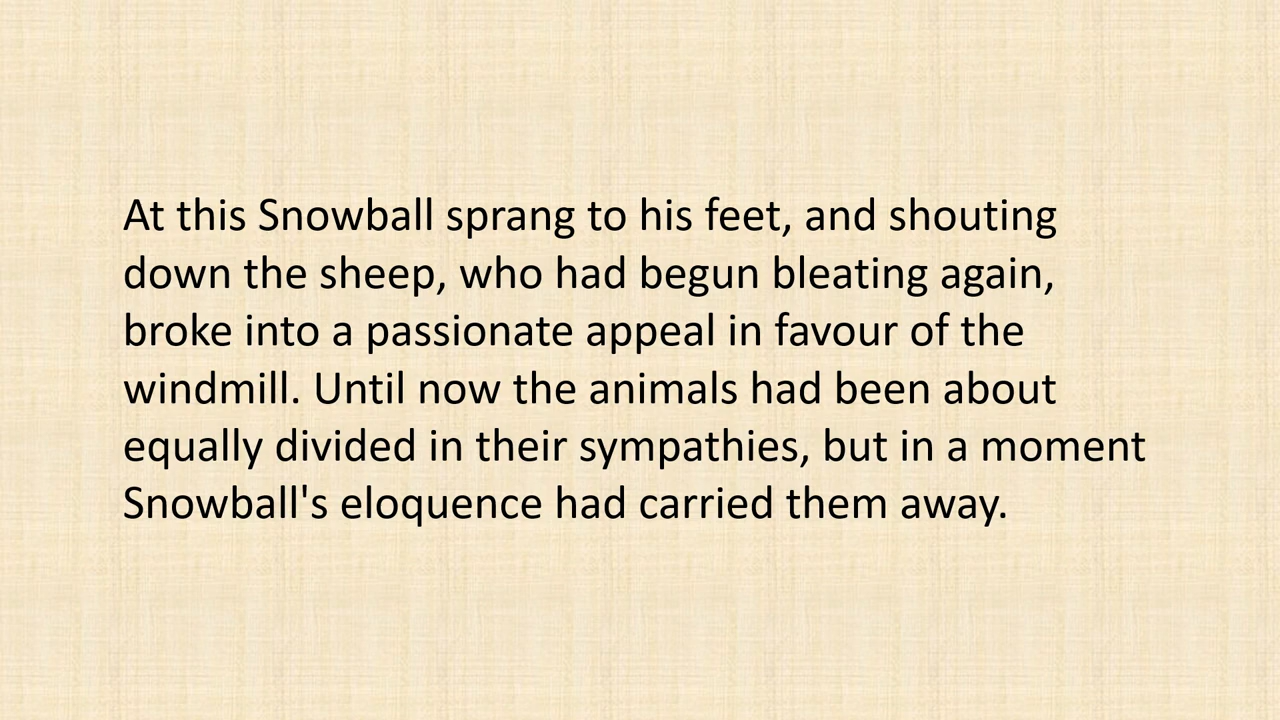 At this Snowball sprang to his feet, and shouting
down the sheep, who had begun bleating again,
broke into a passionate appeal in favour of the
windmill. Until now the animals had been about
equally divided in their sympathies, but in a moment
Snowball's eloquence had carried them away.